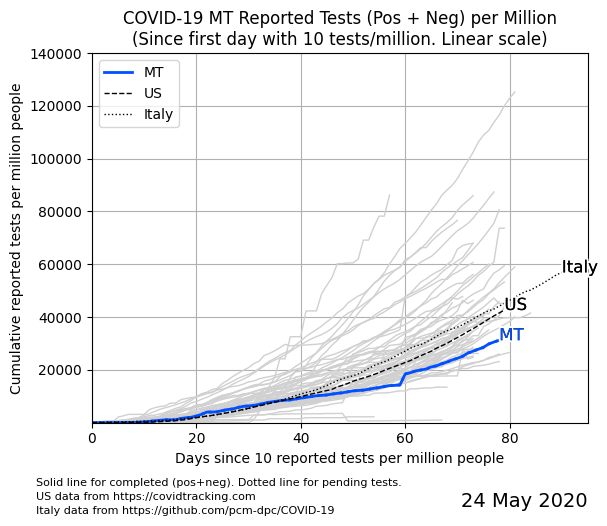 COVID-19 MT Reported Tests (Pos + Neg) per Million
(Since first day with 10 tests/million. Linear scale)
Cumulative reported tests per million people
140000
120000
100000
80000
60000
40000
20000
MT
US
Italy
Italy
US
MT
0
20
40
60
80
Days since 10 reported tests per million people
Solid line for completed (pos+neg). Dotted line for pending tests.
US data from https://covidtracking.com
Italy data from https://github.com/pcm-dpc/COVID-19
24 May 2020